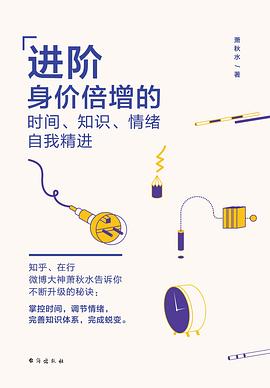 萧秋水 / 著
「进阶
身价倍增的
时间、知识、情绪
自我精进
知乎、在行
微博大神萧秋水告诉你
不断升级的秘诀：
掌控时间，调节情绪，
完善知识体系，完成蜕变。
台海出版社